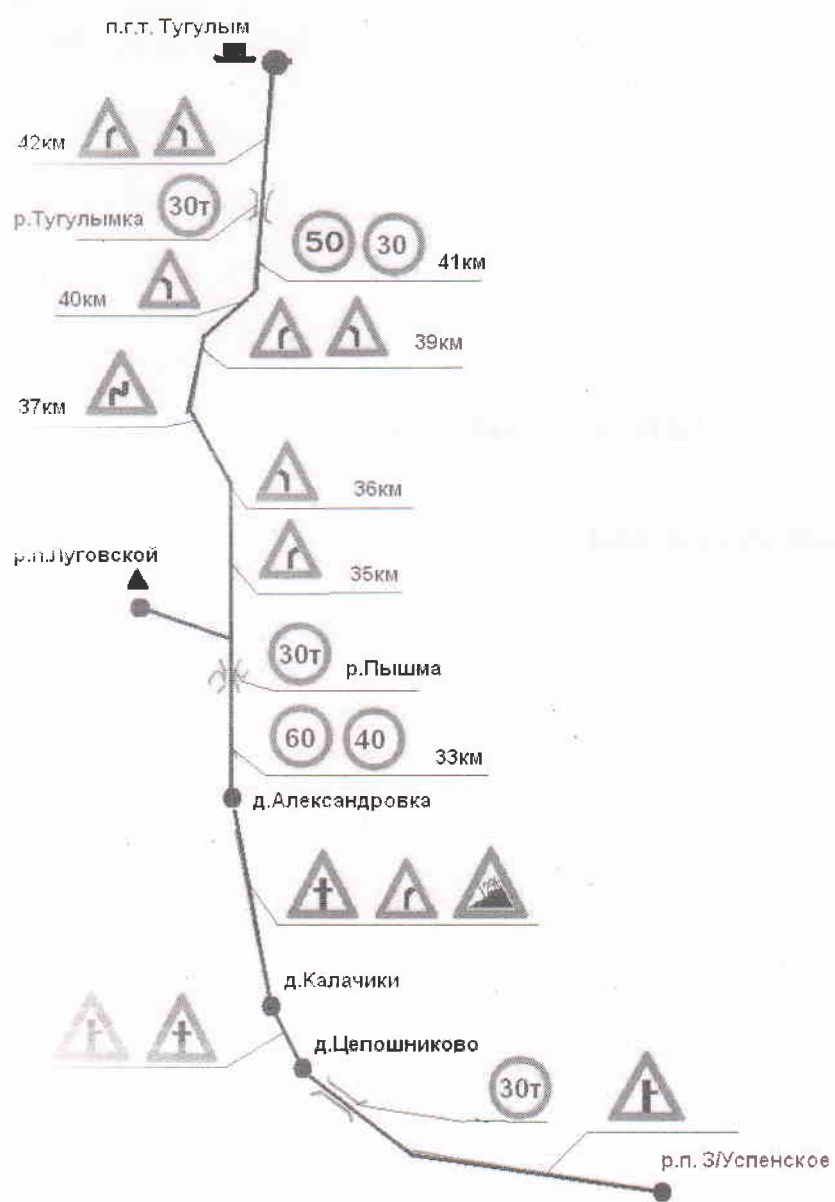 п.г.т. Тугулым
42км
р.Тугулымка 30т
50 30 41км
40км
39км
37км
36км
35км
р.п.Луговской
30т р.Пышма
60 40 33км
д.Александровка
д.Калачики
д.Цепошниково
30т
р.п. З/Успенское